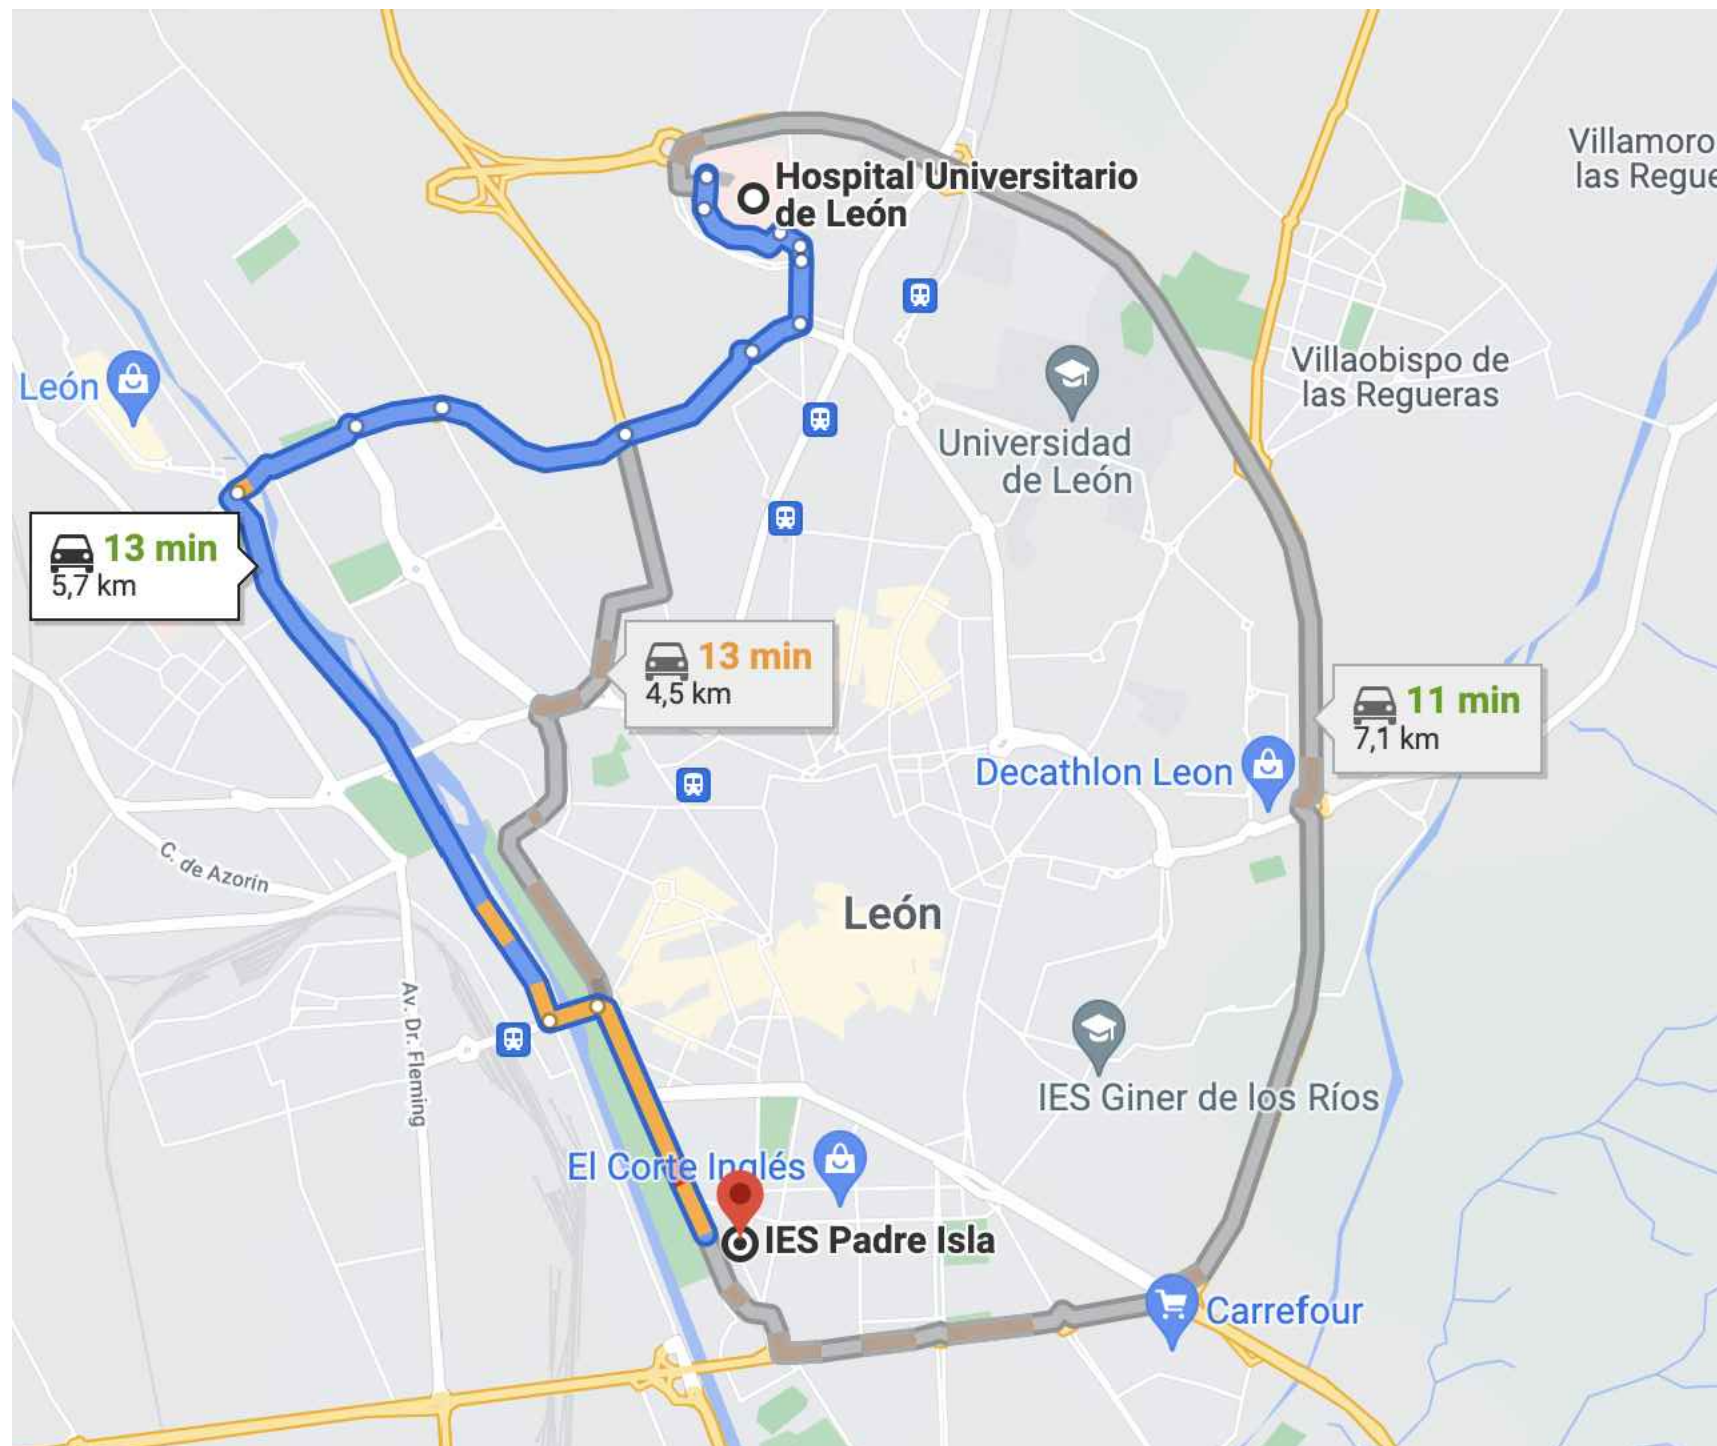 Villamoro
las Regue
Hospital Universitario
de León
León
Villaobispo de
las Regueras
Universidad
de León
13 min
5,7 km
13 min
4,5 km
11 min
7,1 km
Decathlon Leon
C. de Azorín
León
Av. Dr. Fleming
IES Giner de los Ríos
El Corte Inglés
IES Padre Isla
Carrefour